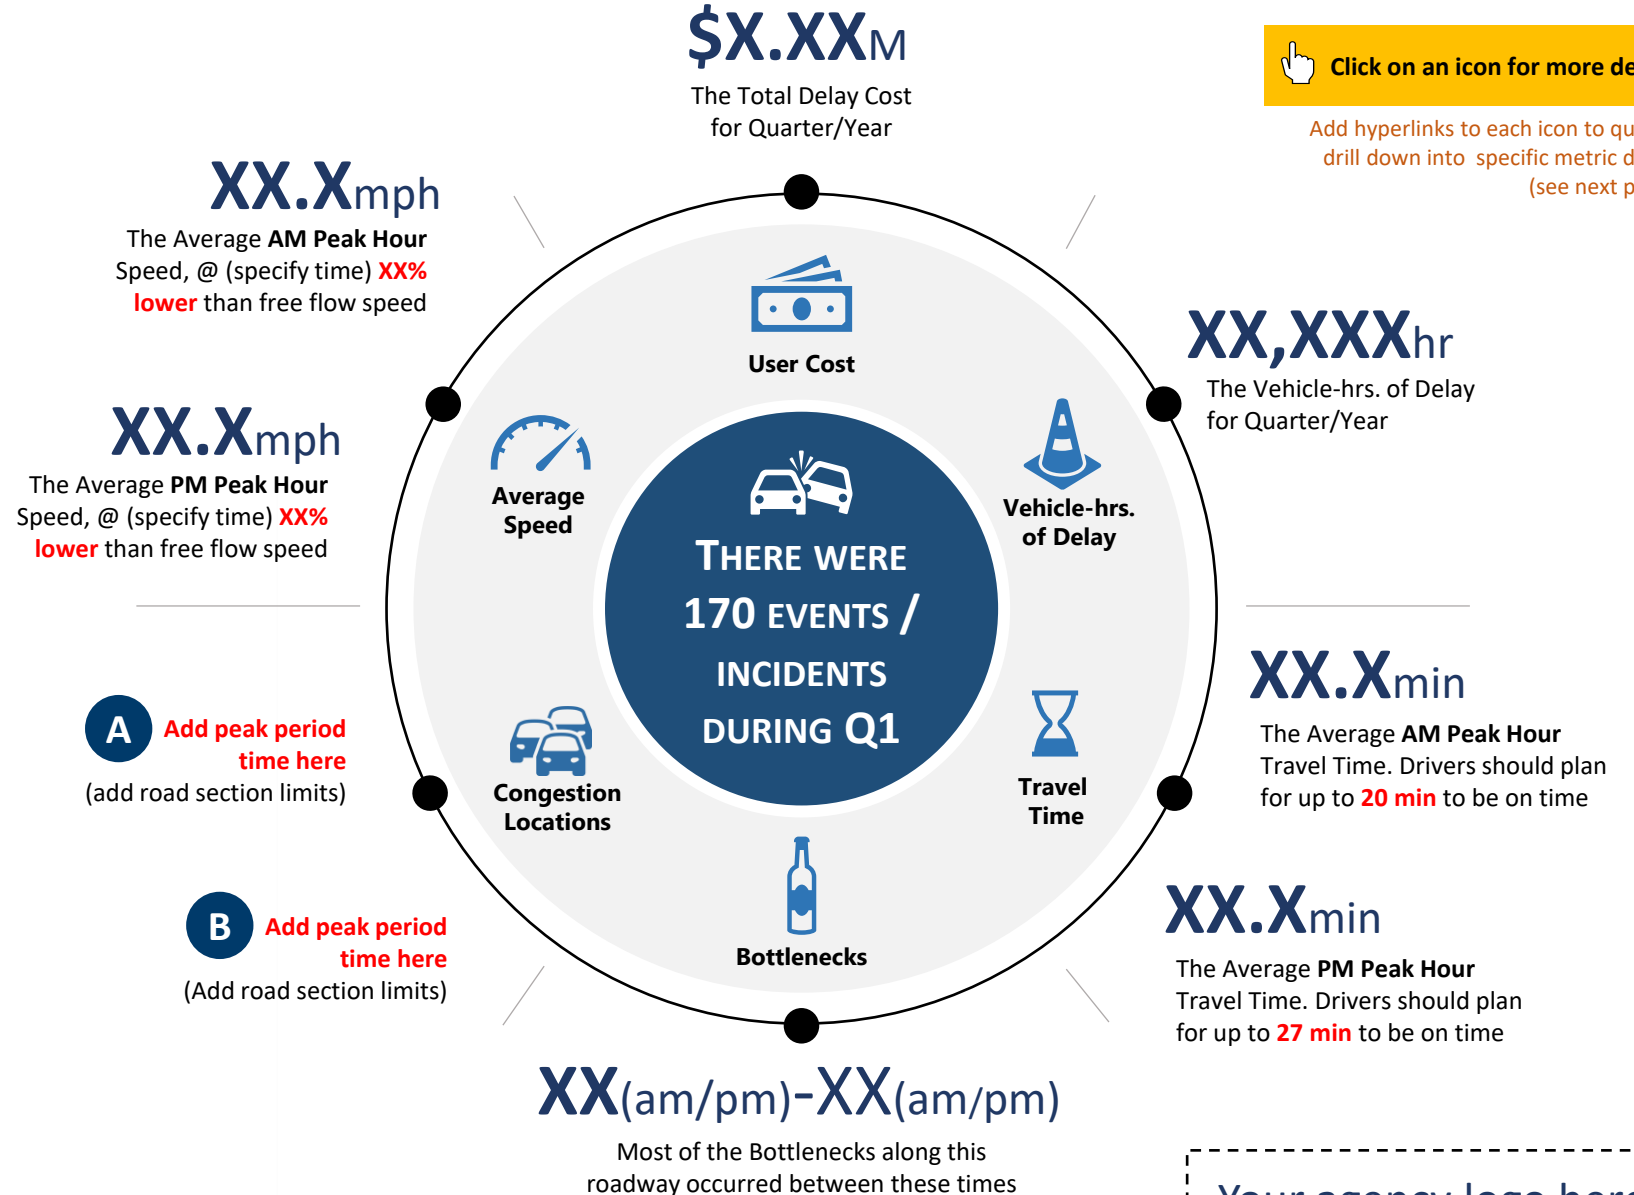 $X.XXM
The Total Delay Cost
for Quarter/Year
Click on an icon for more de
Add hyperlinks to each icon to qu
drill down into specific metric d
(see next p
XX.Xmph
The Average AM Peak Hour
Speed, @ (specify time) XX%
lower than free flow speed
XX.Xmph
The Average PM Peak Hour
Speed, @ (specify time) XX%
lower than free flow speed
User Cost
XX,XXXhr
The Vehicle-hrs. of Delay
for Quarter/Year
Average
Speed
Vehicle-hrs.
of Delay
THERE WERE
170 EVENTS /
INCIDENTS
DURING Q1
A
Add peak period
time here
(add road section limits)
Congestion
Locations
Travel
Time
XX.Xmin
The Average AM Peak Hour
Travel Time. Drivers should plan
for up to 20 min to be on time
B
Add peak period
time here
(Add road section limits)
Bottlenecks
XX.Xmin
The Average PM Peak Hour
Travel Time. Drivers should plan
for up to 27 min to be on time
XX(am/pm)-XX(am/pm)
Most of the Bottlenecks along this
roadway occurred between these times
Your agency logo here